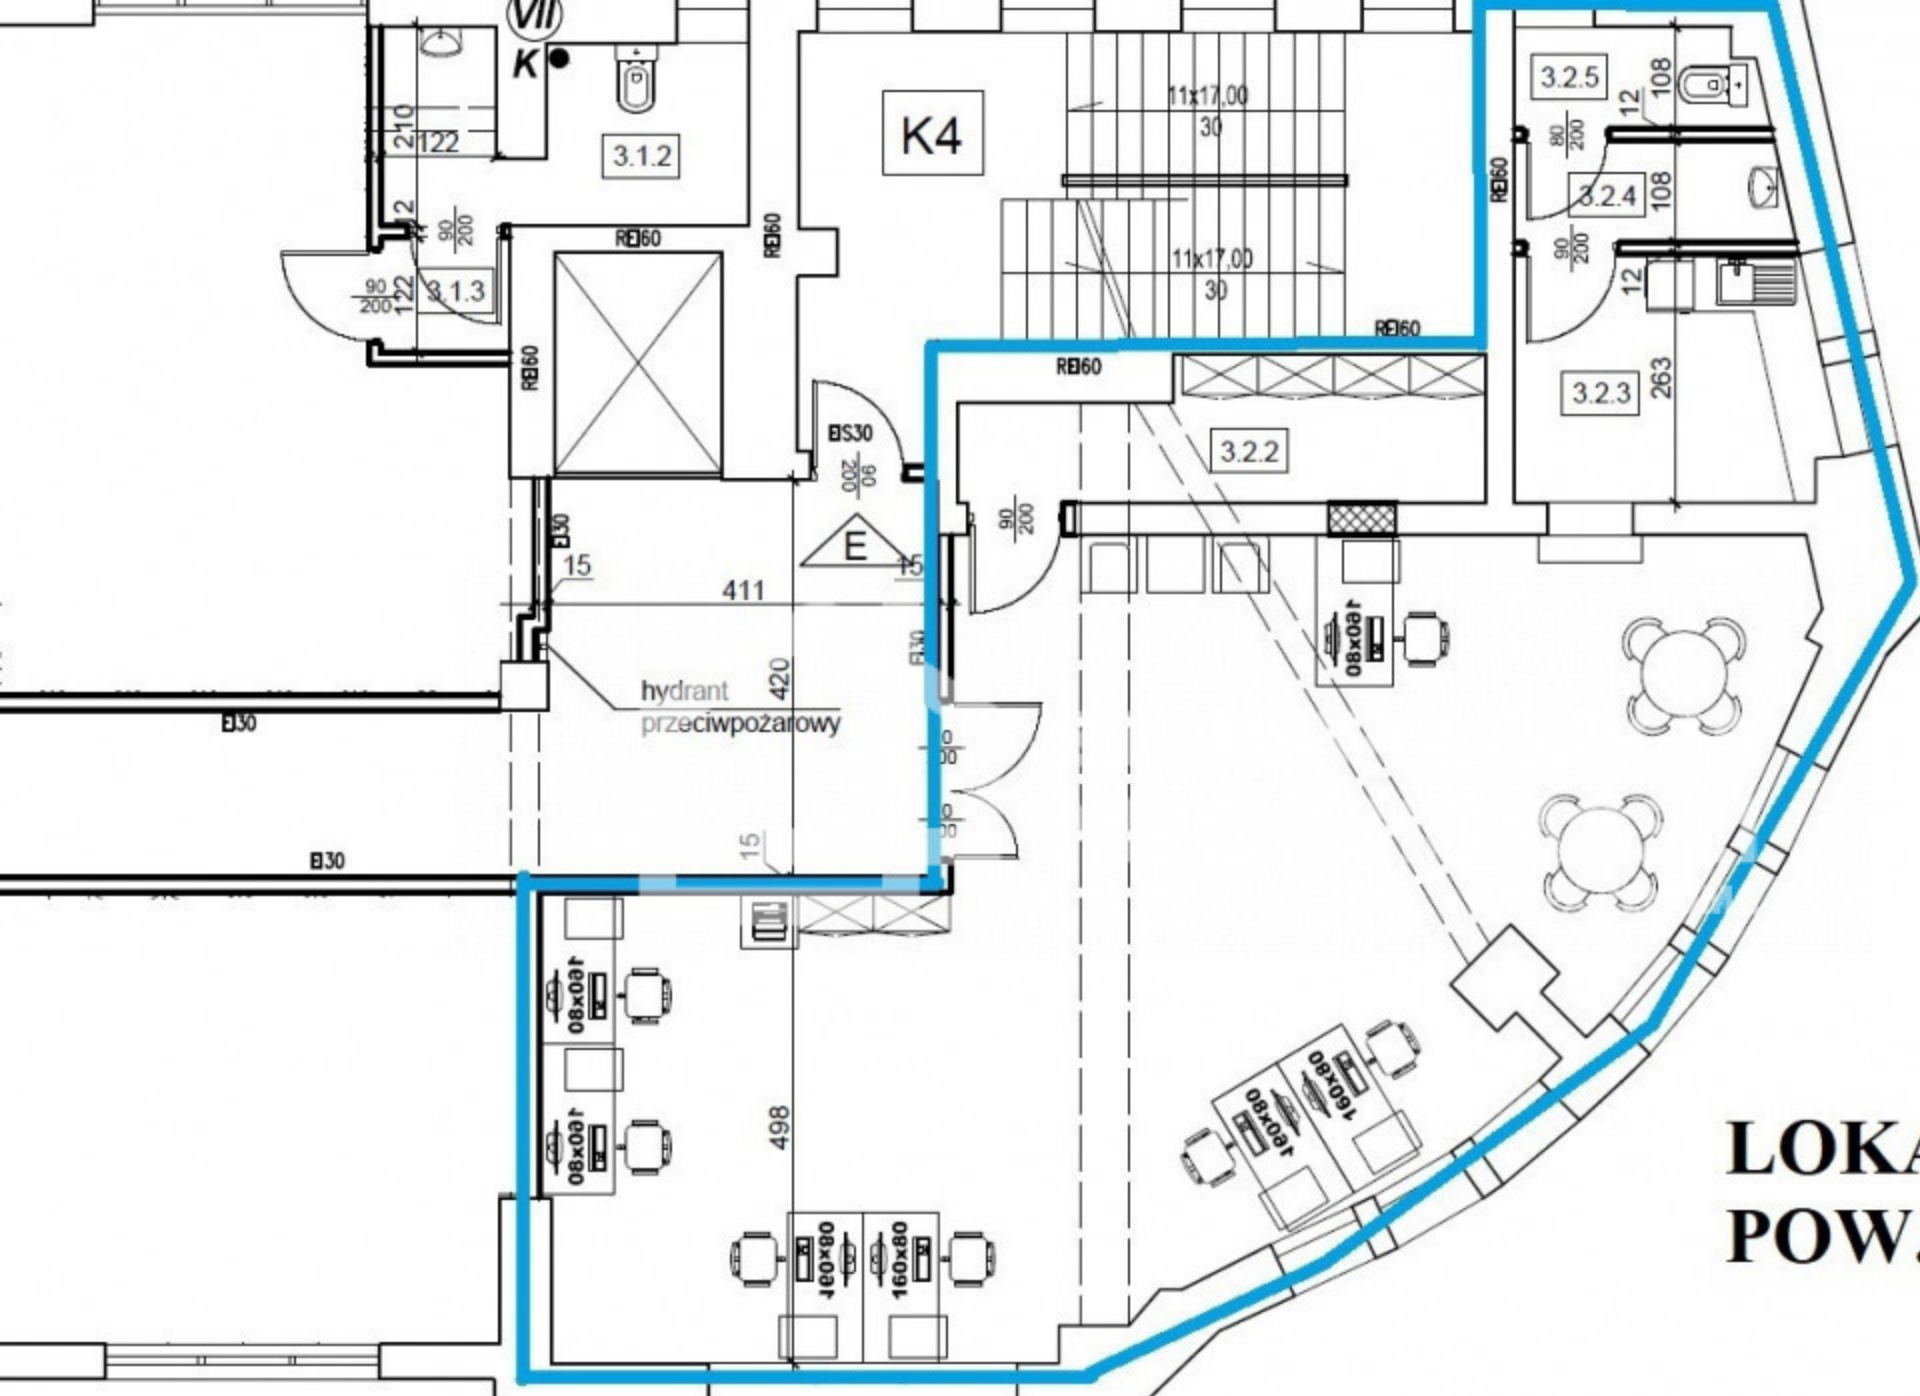 VII
K
3.1.2
210
122
12
90
200
3.1.3
122
90
200
REI60
REI60
REI60
K4
11x17,00
30
11x17,00
30
REI60
REI60
REI60
3.2.5
108
12
80
200
3.2.4
108
90
200
12
3.2.3
263
3.2.2
EIS30
90
200
E
15
90
200
EI30
15
411
EI30
420
hydrant
przeciwpożarowy
EI30
EI30
15
160x80
160x80
160x80
498
160x80
160x80
160x80
160x80
LOKA
POW.